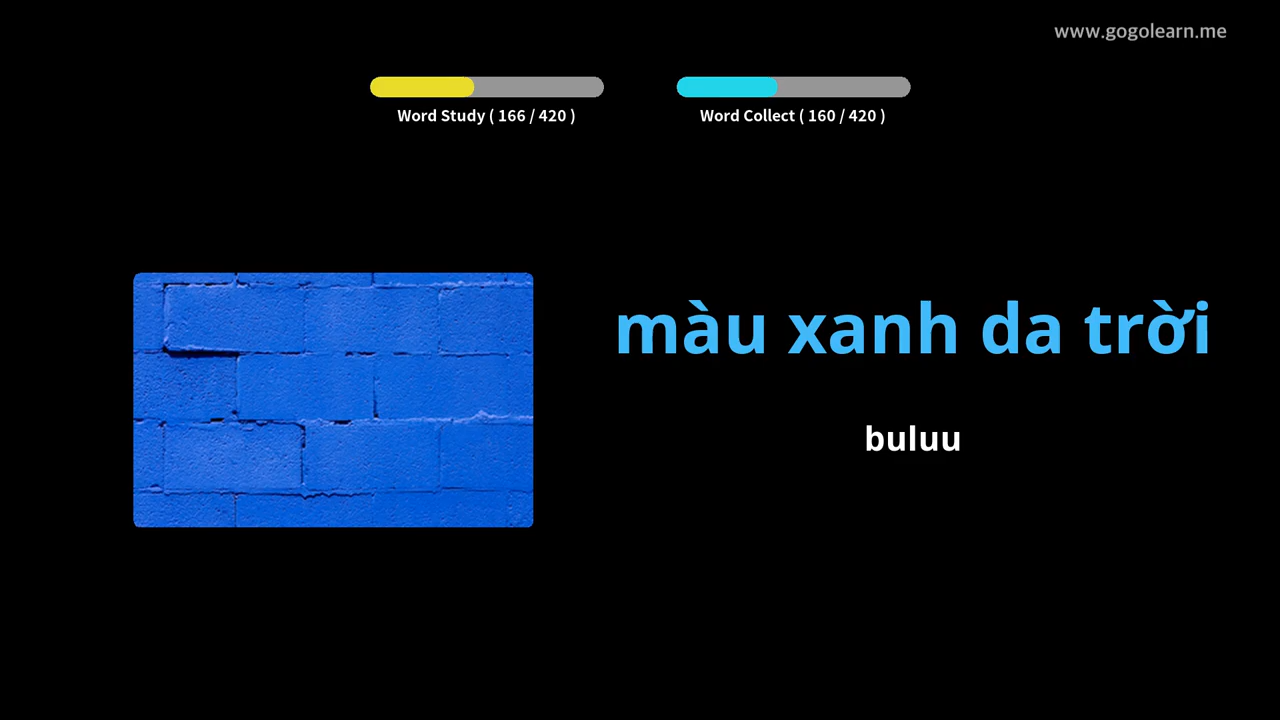 www.gogolearn.me
Word Study ( 166 / 420 )
Word Collect ( 160 / 420 )
màu xanh da trời
buluu